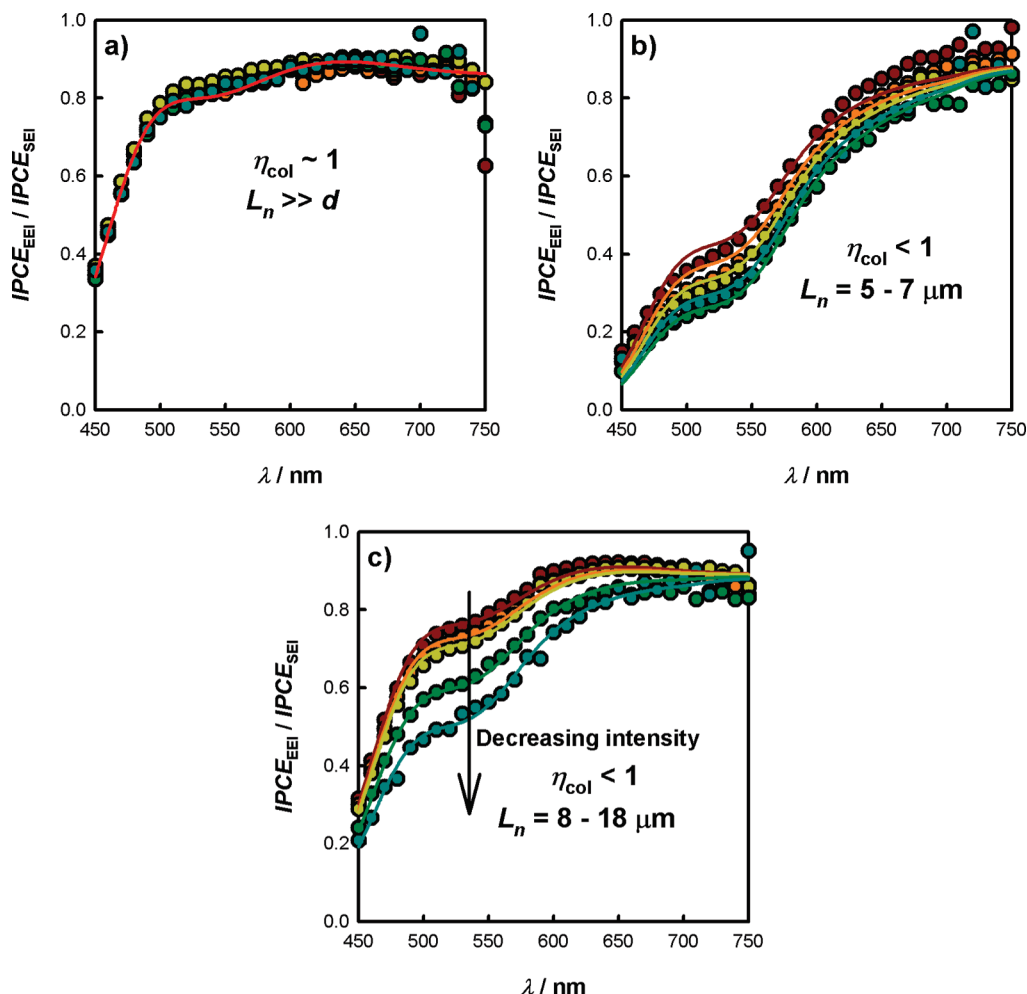 a)
1.0
0.8
0.6
0.4
0.2
0.0
IPCE_EEI / IPCE_SEI
η_col ~ 1
L_n >> d
450 500 550 600 650 700 750
λ / nm
b)
1.0
0.8
0.6
0.4
0.2
0.0
IPCE_EEI / IPCE_SEI
η_col < 1
L_n = 5 - 7 μm
450 500 550 600 650 700 750
λ / nm
c)
1.0
0.8
0.6
0.4
0.2
0.0
IPCE_EEI / IPCE_SEI
Decreasing intensity
η_col < 1
L_n = 8 - 18 μm
450 500 550 600 650 700 750
λ / nm